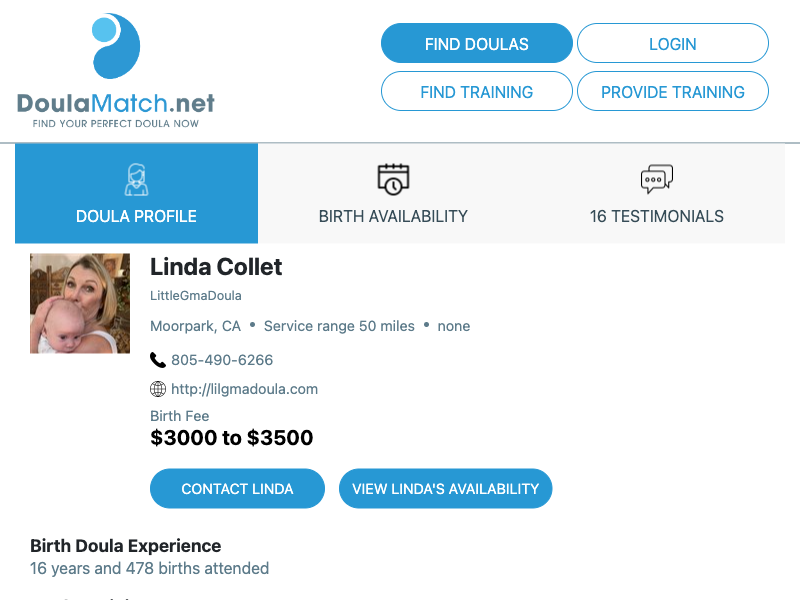 DoulaMatch.net
FIND YOUR PERFECT DOULA NOW
FIND DOULAS
LOGIN
FIND TRAINING
PROVIDE TRAINING
DOULA PROFILE
BIRTH AVAILABILITY
16 TESTIMONIALS
Linda Collet
LittleGmaDoula
Moorpark, CA • Service range 50 miles • none
805-490-6266
http://lilgmadoula.com
Birth Fee
$3000 to $3500
CONTACT LINDA
VIEW LINDA'S AVAILABILITY
Birth Doula Experience
16 years and 478 births attended